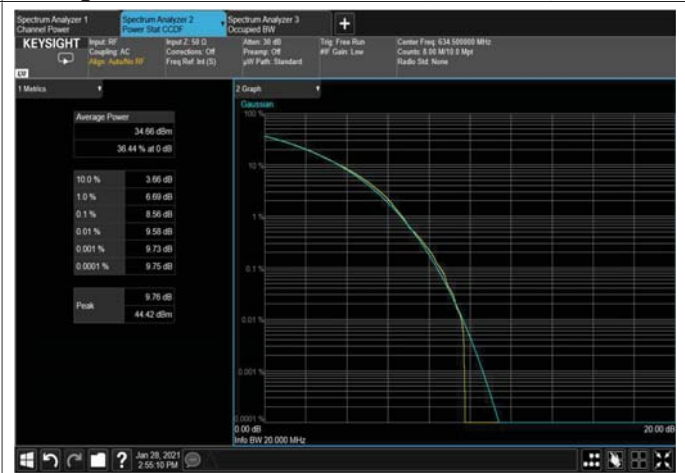 Spectrum Analyzer 1
Channel Power
Spectrum Analyzer 2
Power Stat CCDF
Spectrum Analyzer 3
Occupied BW
+
KEYSIGHT
Input: RF
Coupling: AC
Align: Auto/No RF
Input Z: 50 Ω
Corrections: Off
Freq Ref: Int (S)
Atten: 30 dB
Preamp: Off
µW Path: Standard
Trig: Free Run
#IF Gain: Low
Center Freq: 634.500000 MHz
Counts: 8.00 M/10.0 Mpt
Radio Std: None
1 Metrics
Average Power
34.66 dBm
36.44 % at 0 dB
10.0 % 3.66 dB
1.0 % 6.69 dB
0.1 % 8.56 dB
0.01 % 9.58 dB
0.001 % 9.73 dB
0.0001 % 9.75 dB
Peak
9.76 dB
44.42 dBm
2 Graph
Gaussian
100 %
10 %
1 %
0.1 %
0.01 %
0.001 %
0.0001 %
0.00 dB
20.00 dB
Info BW 20.000 MHz
?
Jan 28, 2021
2:55:10 PM